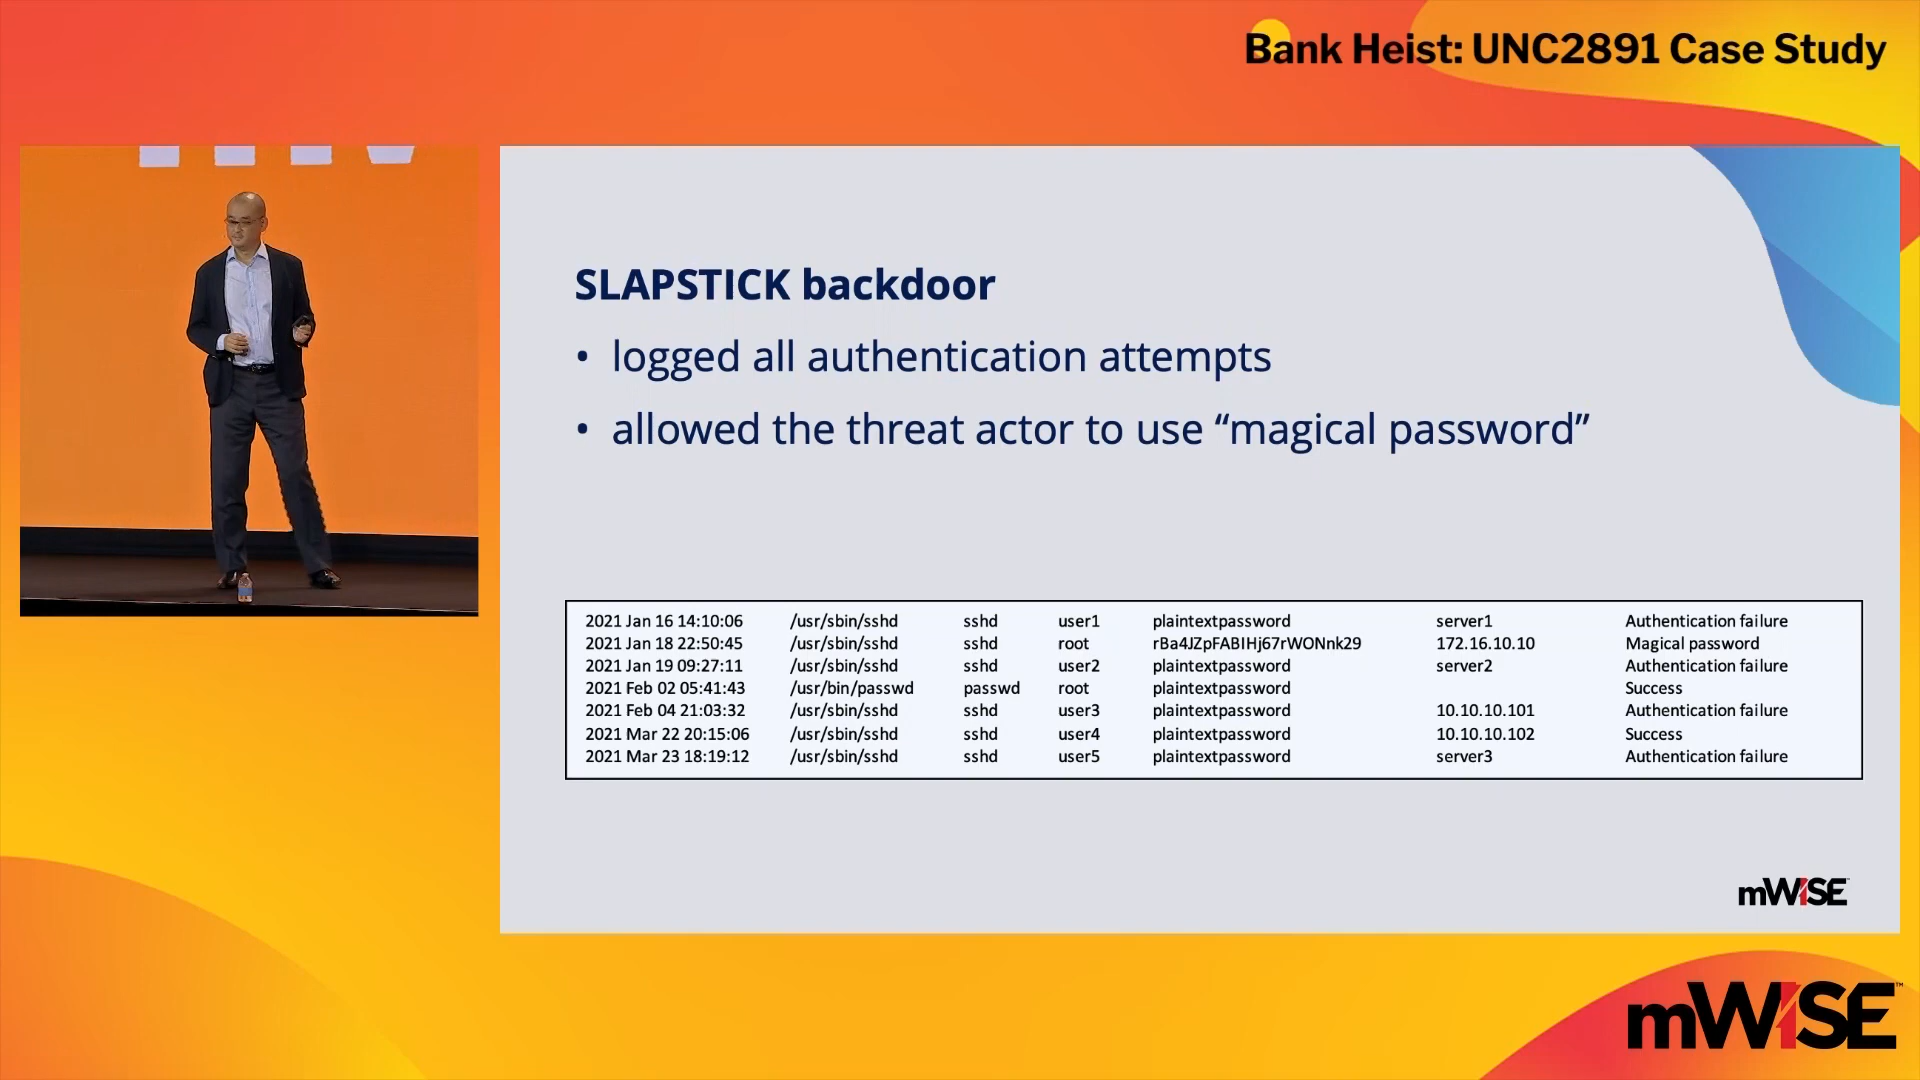 Bank Heist: UNC2891 Case Study
SLAPSTICK backdoor
• logged all authentication attempts
• allowed the threat actor to use “magical password”
2021 Jan 16 14:10:06 /usr/sbin/sshd sshd user1 plaintextpassword server1 Authentication failure
2021 Jan 18 22:50:45 /usr/sbin/sshd sshd root rBa4JZpFABIHj67rWONnk29 172.16.10.10 Magical password
2021 Jan 19 09:27:11 /usr/sbin/sshd sshd user2 plaintextpassword server2 Authentication failure
2021 Feb 02 05:41:43 /usr/bin/passwd passwd root plaintextpassword Success
2021 Feb 04 21:03:32 /usr/sbin/sshd sshd user3 plaintextpassword 10.10.10.101 Authentication failure
2021 Mar 22 20:15:06 /usr/sbin/sshd sshd user4 plaintextpassword 10.10.10.102 Success
2021 Mar 23 18:19:12 /usr/sbin/sshd sshd user5 plaintextpassword server3 Authentication failure
mWISE
mWISE™